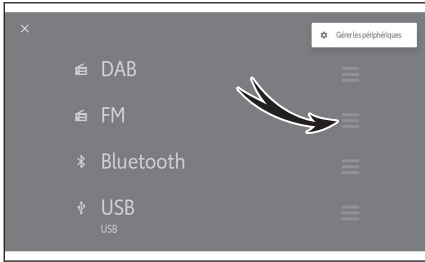 Gérer les périphériques
DAB
FM
Bluetooth
USB
USB